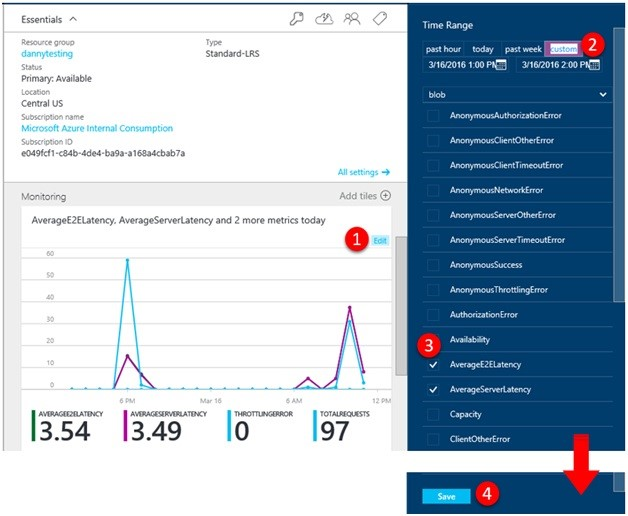 Essentials
Resource group
dannytesting
Type
Standard-LRS
Status
Primary: Available
Location
Central US
Subscription name
Microsoft Azure Internal Consumption
Subscription ID
e049fcf1-c84b-4de4-ba9a-a168a4cbab7a
All settings →
Monitoring
Add tiles
AverageE2ELatency, AverageServerLatency and 2 more metrics today
1
Edit
60
50
40
30
20
10
0
6 PM
Mar 16
6 AM
12 PM
AVERAGEE2ELATENCY
3.54
AVERAGESERVERLATENCY
3.49
THROTTLINGERROR
0
TOTALREQUESTS
97
Time Range
past hour today past week custom
2
3/16/2016 1:00 PM
3/16/2016 2:00 PM
blob
AnonymousAuthorizationError
AnonymousClientOtherError
AnonymousClientTimeoutError
AnonymousNetworkError
AnonymousServerOtherError
AnonymousServerTimeoutError
AnonymousSuccess
AnonymousThrottlingError
AuthorizationError
Availability
3
AverageE2ELatency
AverageServerLatency
Capacity
ClientOtherError
Save
4